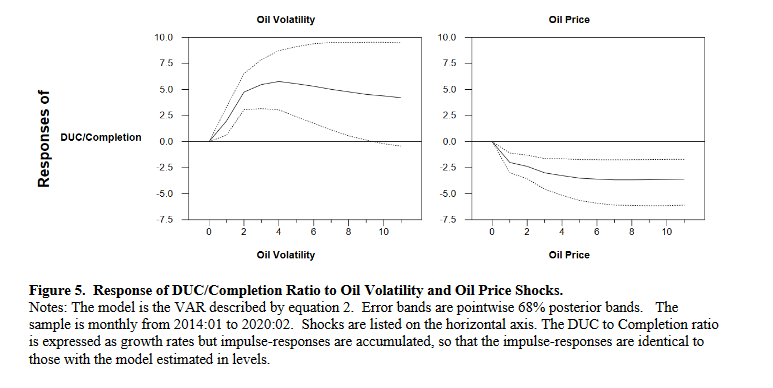 Oil Volatility
Oil Price
10.0
7.5
5.0
2.5
0.0
-2.5
-5.0
-7.5
0 2 4 6 8 10
Oil Volatility
10.0
7.5
5.0
2.5
0.0
-2.5
-5.0
-7.5
0 2 4 6 8 10
Oil Price
Responses of
DUC/Completion
Figure 5. Response of DUC/Completion Ratio to Oil Volatility and Oil Price Shocks.
Notes: The model is the VAR described by equation 2. Error bands are pointwise 68% posterior bands. The
sample is monthly from 2014:01 to 2020:02. Shocks are listed on the horizontal axis. The DUC to Completion ratio
is expressed as growth rates but impulse-responses are accumulated, so that the impulse-responses are identical to
those with the model estimated in levels.